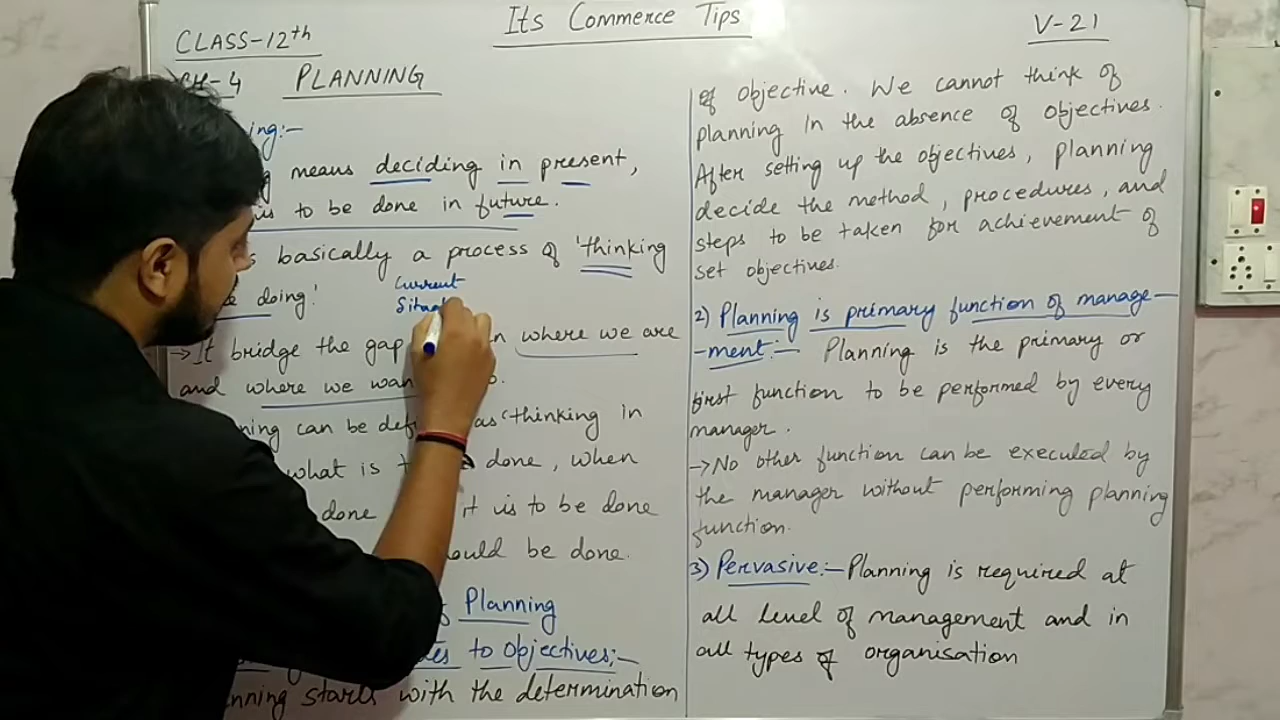 Its Commerce Tips
V-21
CLASS-12th
CH-4 PLANNING
ing:-
means deciding in present,
is to be done in future.
basically a process of 'thinking
doing!
Current
→It bridge the gap where we are
and where we
can be as 'thinking in
what is done, when
done it is to be done
be done.
Planning
to Objectives:-
starts with the determination
of objective. We cannot think of
planning in the absence of objectives.
After setting up the objectives, planning
decide the method, procedures, and
steps to be taken for achievement of
set objectives.
2) Planning is primary function of manage-
-ment:- Planning is the primary or
first function to be performed by every
manager.
→No other function can be executed by
the manager without performing planning
function.
3) Pervasive:- Planning is required at
all level of management and in
all types of organisation